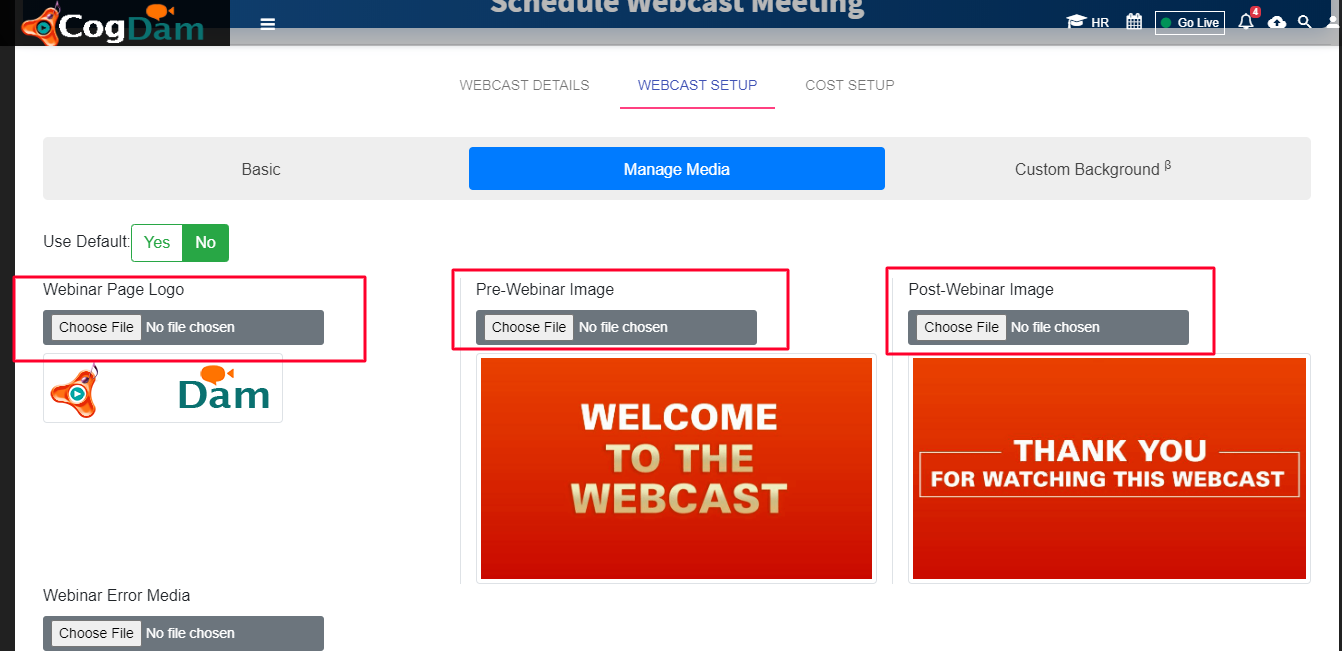 Schedule Webcast Meeting
CogDam
HR
Go Live
4
WEBCAST DETAILS WEBCAST SETUP COST SETUP
Basic Manage Media Custom Background β
Use Default: Yes No
Webinar Page Logo
Choose File No file chosen
Dam
Pre-Webinar Image
Choose File No file chosen
WELCOME
TO THE
WEBCAST
Post-Webinar Image
Choose File No file chosen
THANK YOU
FOR WATCHING THIS WEBCAST
Webinar Error Media
Choose File No file chosen